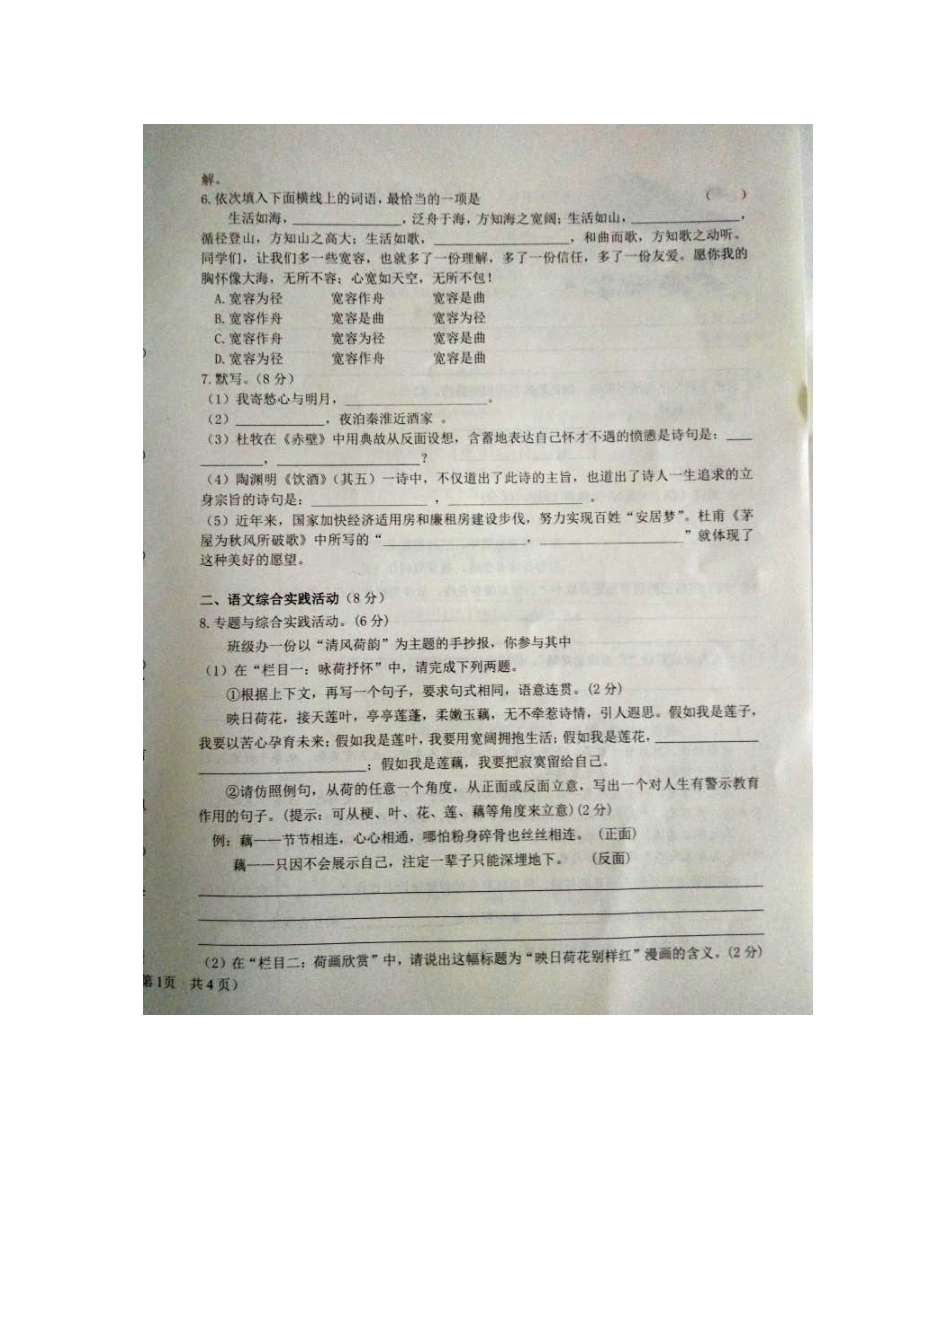 解。
6.依次填入下面横线上的词语,最恰当的一项是 ( )
生活如海,____________,泛舟于海,方知海之宽阔;生活如山,____________,
循径登山,方知山之高大;生活如歌,____________,和曲而歌,方知歌之动听。
同学们,让我们多一些宽容,也就多了一份理解,多了一份信任,多了一份友爱。愿你我的
胸怀像大海,无所不容;心宽如天空,无所不包!
A.宽容为径 宽容作舟 宽容是曲
B.宽容作舟 宽容是曲 宽容为径
C.宽容作舟 宽容为径 宽容是曲
D.宽容为径 宽容作舟 宽容是曲
7.默写。(8分)
(1)我寄愁心与明月,________________。
(2)__________,夜泊秦淮近酒家 。
(3)杜牧在《赤壁》中用典故从反面设想,含蓄地表达自己怀才不遇的愤懑是诗句是:___
________,________________?
(4)陶渊明《饮酒》(其五)一诗中,不仅道出了此诗的主旨,也道出了诗人一生追求的立
身宗旨的诗句是:______________ ,________________ 。
(5)近年来,国家加快经济适用房和廉租房建设步伐,努力实现百姓“安居梦”。杜甫《茅
屋为秋风所破歌》中所写的“________________,________________”就体现了
这种美好的愿望。
二、语文综合实践活动(8分)
8.专题与综合实践活动。(6分)
班级办一份以“清风荷韵”为主题的手抄报,你参与其中
(1)在“栏目一:咏荷抒怀”中,请完成下列两题。
①根据上下文,再写一个句子,要求句式相同,语意连贯。(2分)
映日荷花,接天莲叶,亭亭莲蓬,柔嫩玉藕,无不牵惹诗情,引人遐思。假如我是莲子,
我要以苦心孕育未来;假如我是莲叶,我要用宽阔拥抱生活;假如我是莲花,____________
____________________;假如我是莲藕,我要把寂寞留给自己。
②请仿照例句,从荷的任意一个角度,从正面或反面立意,写出一个对人生有警示教育
作用的句子。(提示:可从梗、叶、花、莲、藕等角度来立意)(2分)
例:藕——节节相连,心心相通,哪怕粉身碎骨也丝丝相连。(正面)
藕——只因不会展示自己,注定一辈子只能深埋地下。 (反面)
(2)在“栏目二:荷画欣赏”中,请说出这幅标题为“映日荷花别样红”漫画的含义。(2分)
第1页 共4页)